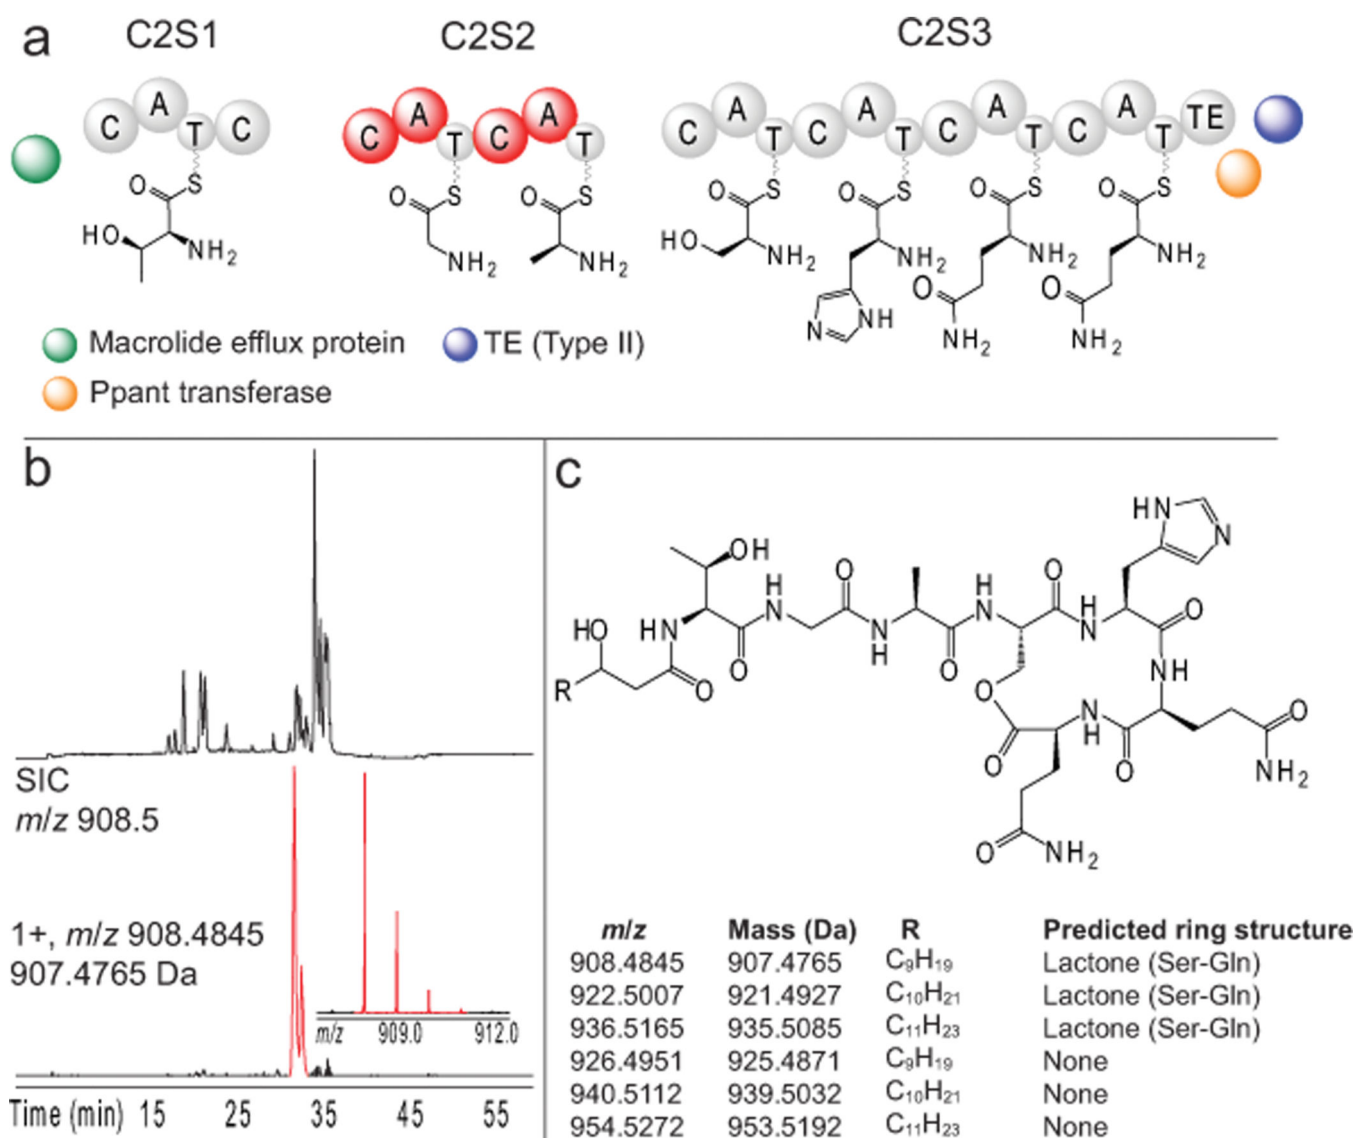 a
C2S1
C2S2
C2S3
C A T C
C A T C A T
C A T C A T C A T C A T TE
O S
HO NH2
O S
NH2
O S
NH2
O S
HO NH2
O S
NH2
N NH
O S
NH2
O
NH2
O S
NH2
O
NH2
Macrolide efflux protein
TE (Type II)
Ppant transferase
b
SIC
m/z 908.5
1+, m/z 908.4845
907.4765 Da
m/z 909.0 912.0
Time (min) 15 25 35 45 55
c
HN
N
OH
H
N
O
H
N
O
H
N
O
HO
HN
R
O
O
N
H
O
O
NH
H
N
O
O
O
NH2
O
NH2
m/z Mass (Da) R Predicted ring structure
908.4845 907.4765 C9H19 Lactone (Ser-Gln)
922.5007 921.4927 C10H21 Lactone (Ser-Gln)
936.5165 935.5085 C11H23 Lactone (Ser-Gln)
926.4951 925.4871 C9H19 None
940.5112 939.5032 C10H21 None
954.5272 953.5192 C11H23 None